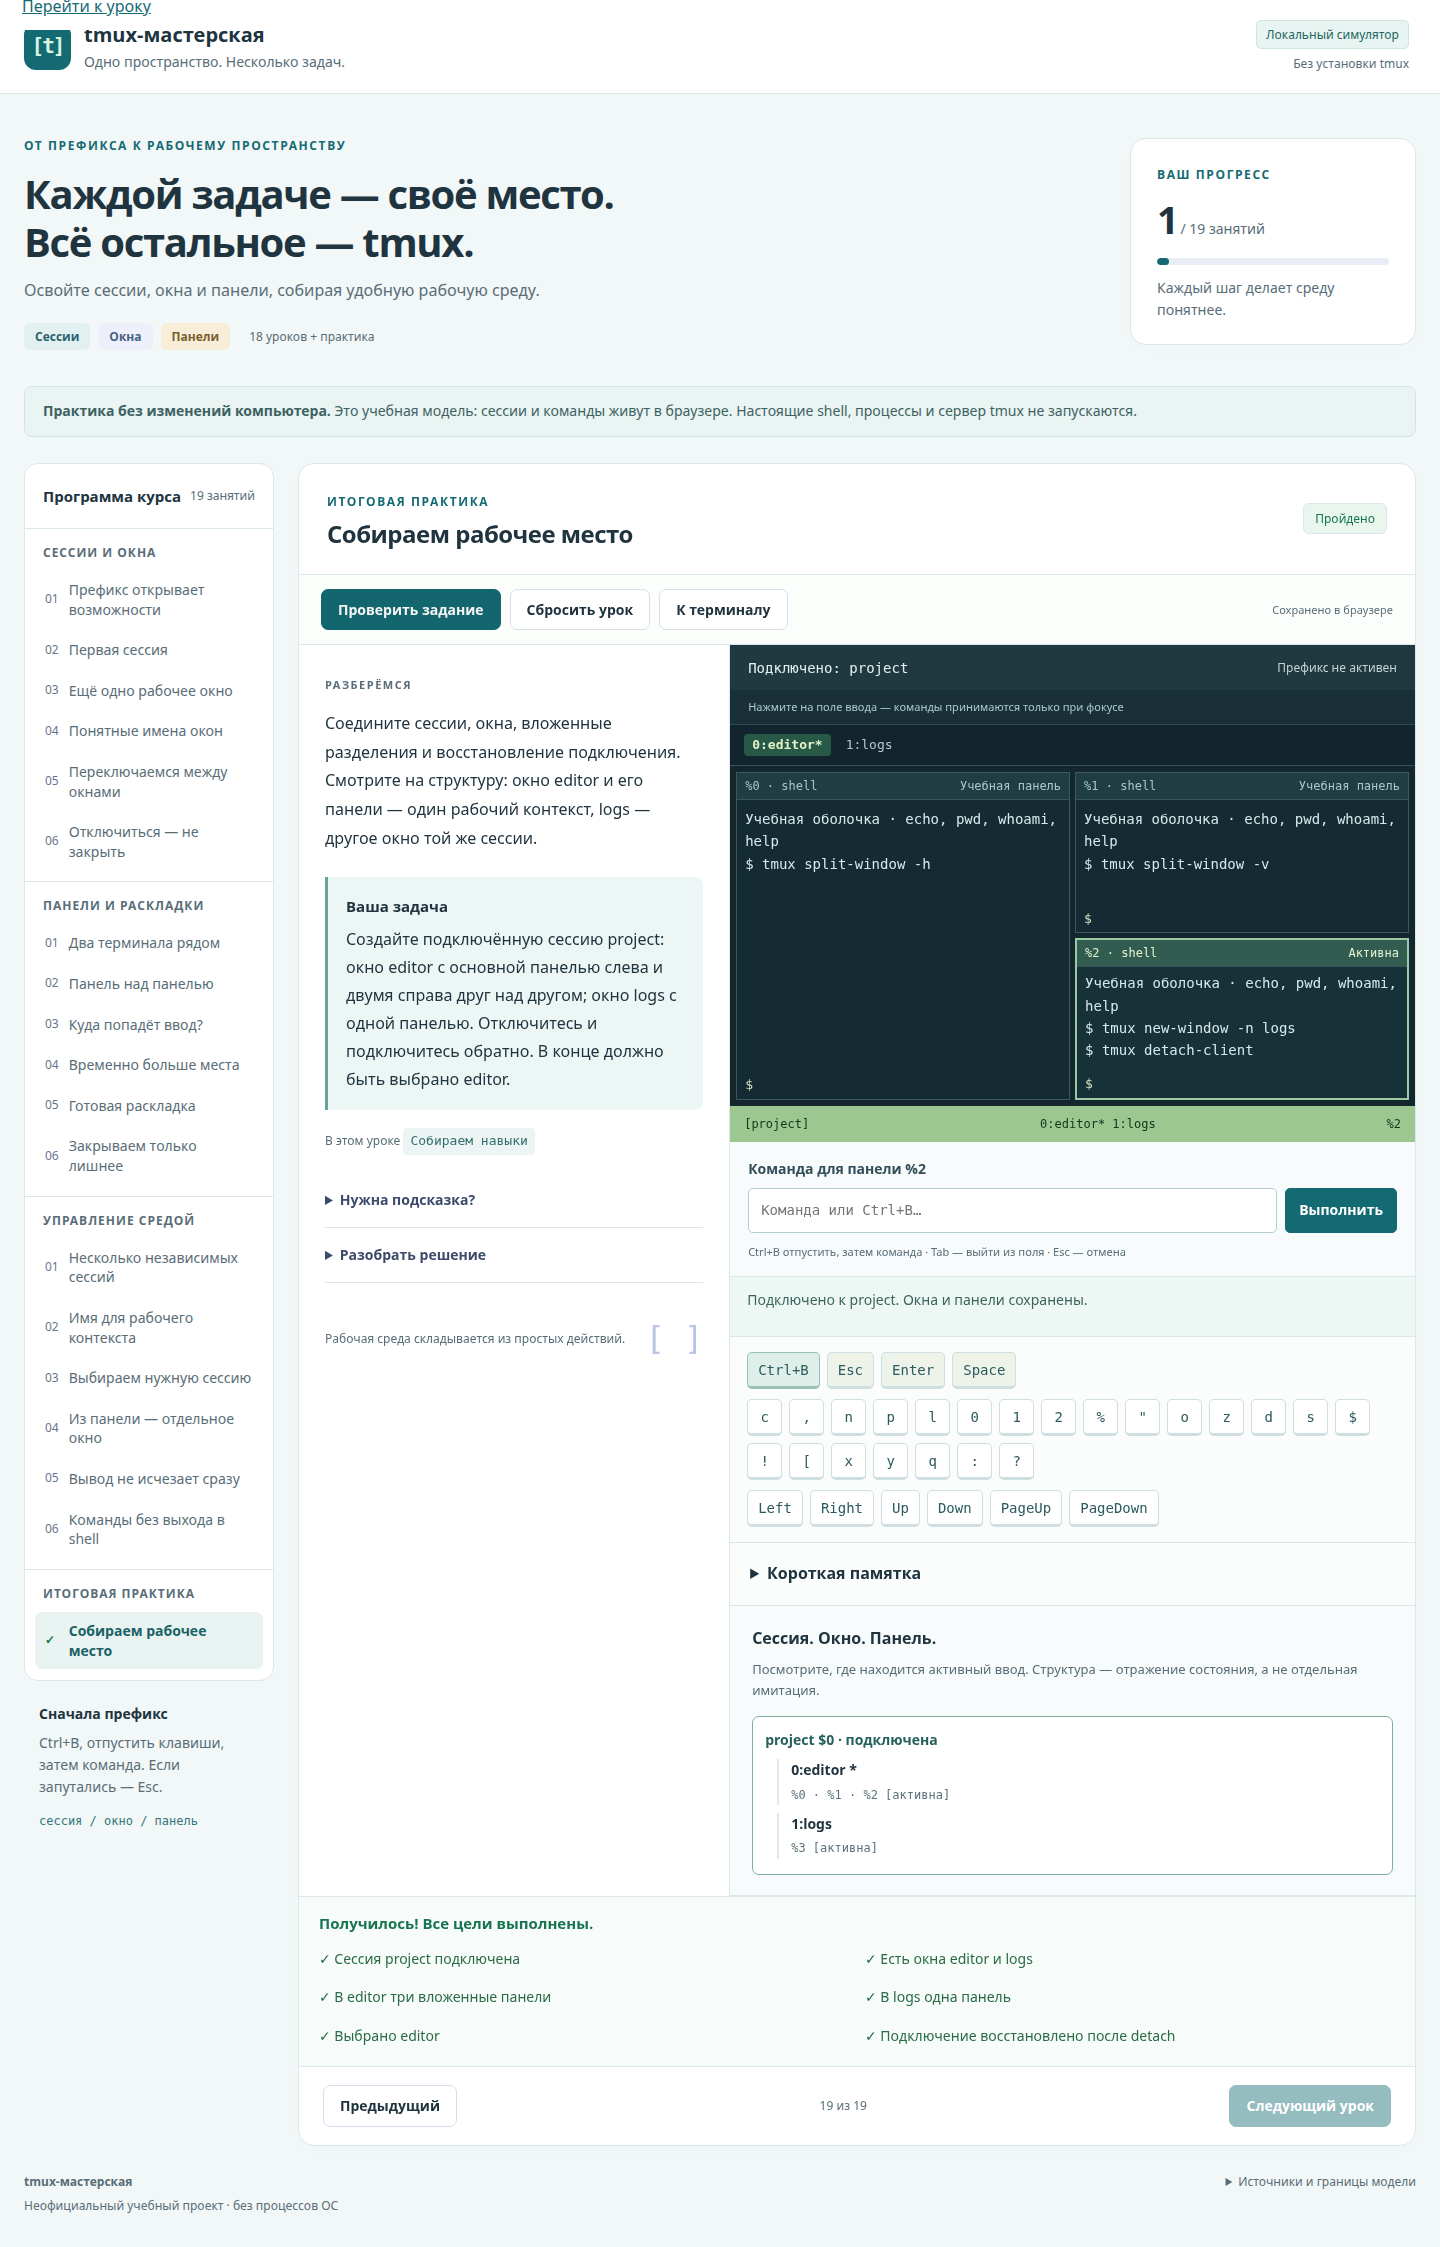 Перейти к уроку
[t]
tmux-мастерская
Одно пространство. Несколько задач.
Локальный симулятор
Без установки tmux
ОТ ПРЕФИКСА К РАБОЧЕМУ ПРОСТРАНСТВУ
Каждой задаче — своё место.
Всё остальное — tmux.
Освойте сессии, окна и панели, собирая удобную рабочую среду.
Сессии Окна Панели 18 уроков + практика
ВАШ ПРОГРЕСС
1 / 19 занятий
Каждый шаг делает среду
понятнее.
Практика без изменений компьютера. Это учебная модель: сессии и команды живут в браузере. Настоящие shell, процессы и сервер tmux не запускаются.
Программа курса 19 занятий
СЕССИИ И ОКНА
01 Префикс открывает
возможности
02 Первая сессия
03 Ещё одно рабочее окно
04 Понятные имена окон
05 Переключаемся между
окнами
06 Отключиться — не
закрыть
ПАНЕЛИ И РАСКЛАДКИ
01 Два терминала рядом
02 Панель над панелью
03 Куда попадёт ввод?
04 Временно больше места
05 Готовая раскладка
06 Закрываем только
лишнее
УПРАВЛЕНИЕ СРЕДОЙ
01 Несколько независимых
сессий
02 Имя для рабочего
контекста
03 Выбираем нужную сессию
04 Из панели — отдельное
окно
05 Вывод не исчезает сразу
06 Команды без выхода в
shell
ИТОГОВАЯ ПРАКТИКА
✓ Собираем рабочее
место
Сначала префикс
Ctrl+B, отпустить клавиши,
затем команда. Если
запутались — Esc.
сессия / окно / панель
ИТОГОВАЯ ПРАКТИКА
Собираем рабочее место
Пройдено
Проверить задание Сбросить урок К терминалу
Сохранено в браузере
РАЗБЕРЁМСЯ
Соедините сессии, окна, вложенные
разделения и восстановление подключения.
Смотрите на структуру: окно editor и его
панели — один рабочий контекст, logs —
другое окно той же сессии.
Ваша задача
Создайте подключённую сессию project:
окно editor с основной панелью слева и
двумя справа друг над другом; окно logs с
одной панелью. Отключитесь и
подключитесь обратно. В конце должно
быть выбрано editor.
В этом уроке Собираем навыки
▶ Нужна подсказка?
▶ Разобрать решение
Рабочая среда складывается из простых действий. [ ]
Подключено: project
Префикс не активен
Нажмите на поле ввода — команды принимаются только при фокусе
0:editor* 1:logs
%0 · shell Учебная панель
Учебная оболочка · echo, pwd, whoami,
help
$ tmux split-window -h
$
%1 · shell Учебная панель
Учебная оболочка · echo, pwd, whoami,
help
$ tmux split-window -v
$
%2 · shell Активна
Учебная оболочка · echo, pwd, whoami,
help
$ tmux new-window -n logs
$ tmux detach-client
$
[project] 0:editor* 1:logs %2
Команда для панели %2
Команда или Ctrl+B…
Выполнить
Ctrl+B отпустить, затем команда · Tab — выйти из поля · Esc — отмена
Подключено к project. Окна и панели сохранены.
Ctrl+B Esc Enter Space
c , n p l 0 1 2 % " o z d s $
! [ x y q : ?
Left Right Up Down PageUp PageDown
▶ Короткая памятка
Сессия. Окно. Панель.
Посмотрите, где находится активный ввод. Структура — отражение состояния, а не отдельная
имитация.
project $0 · подключена
0:editor *
%0 · %1 · %2 [активна]
1:logs
%3 [активна]
Получилось! Все цели выполнены.
✓ Сессия project подключена
✓ Есть окна editor и logs
✓ В editor три вложенные панели
✓ В logs одна панель
✓ Выбрано editor
✓ Подключение восстановлено после detach
Предыдущий
19 из 19
Следующий урок
tmux-мастерская
Неофициальный учебный проект · без процессов ОС
▶ Источники и границы модели